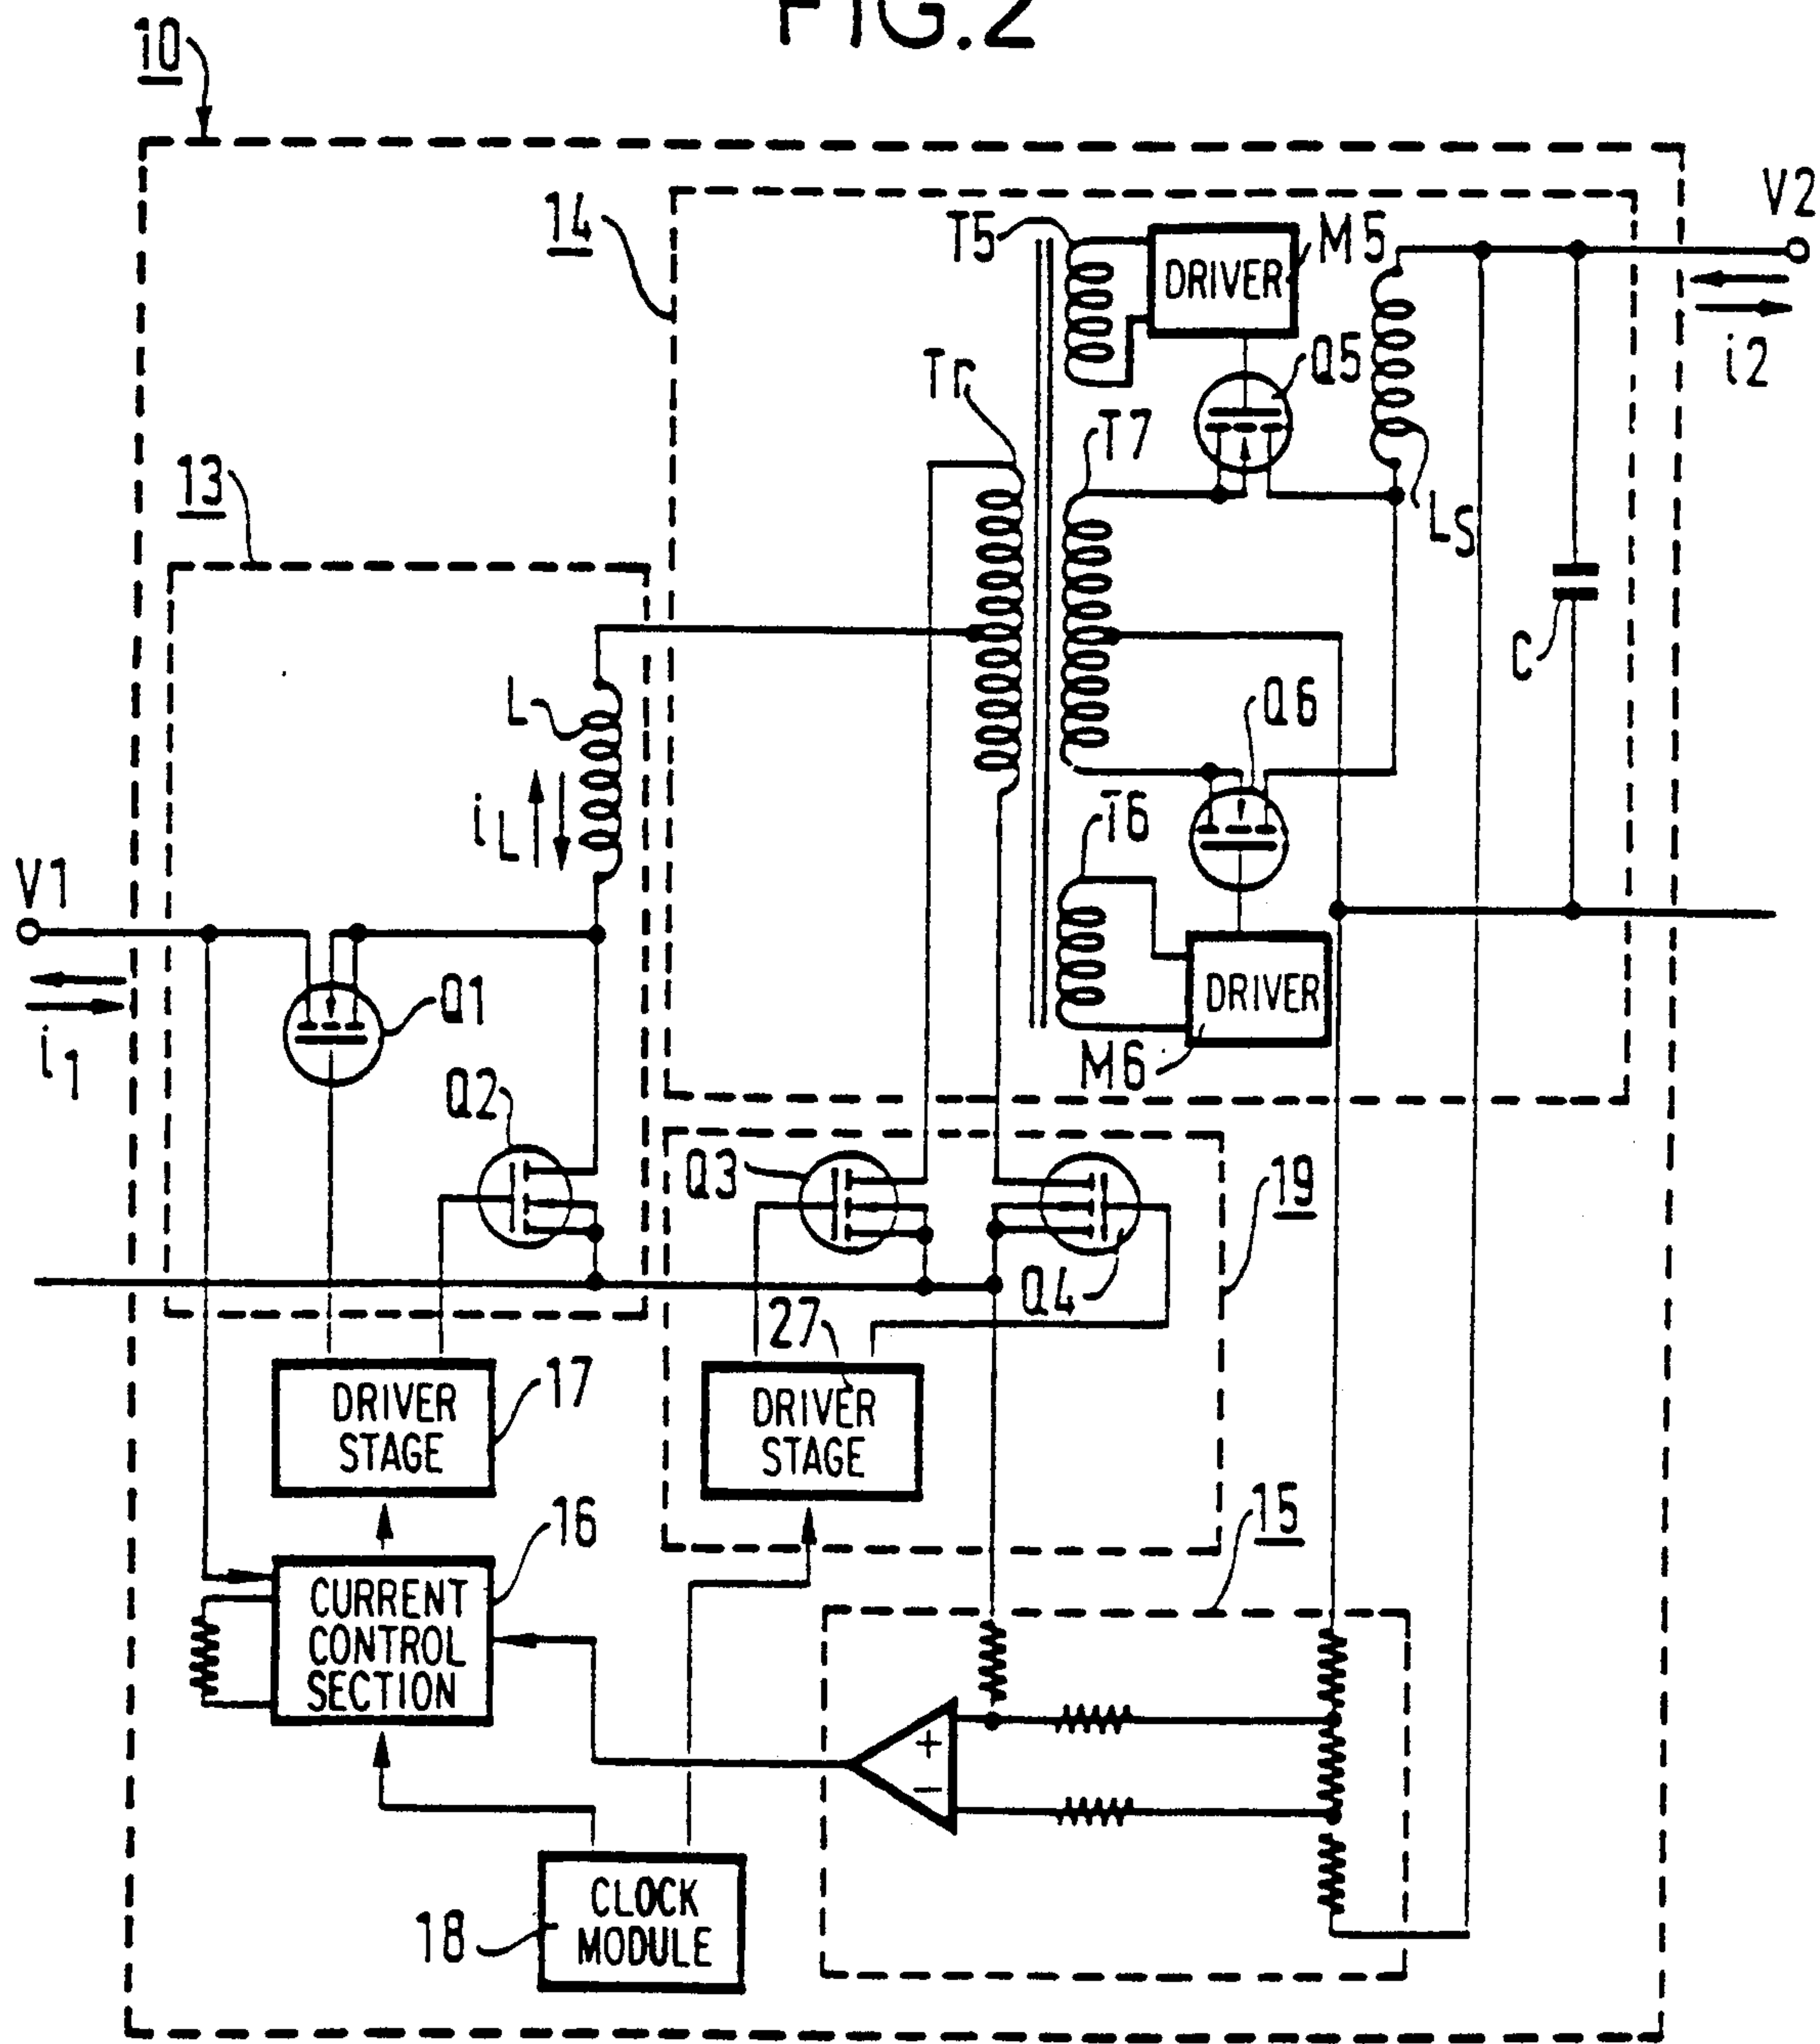 FIG.2
10
14
T5
DRIVER
M5
V2
Q5
i2
Tr
T7
LS
13
L
iL
C
Q6
T6
V1
i1
Q1
DRIVER
M6
Q2
Q3
19
Q4
27
DRIVER
STAGE
17
DRIVER
STAGE
16
15
CURRENT
CONTROL
SECTION
+
−
18
CLOCK
MODULE